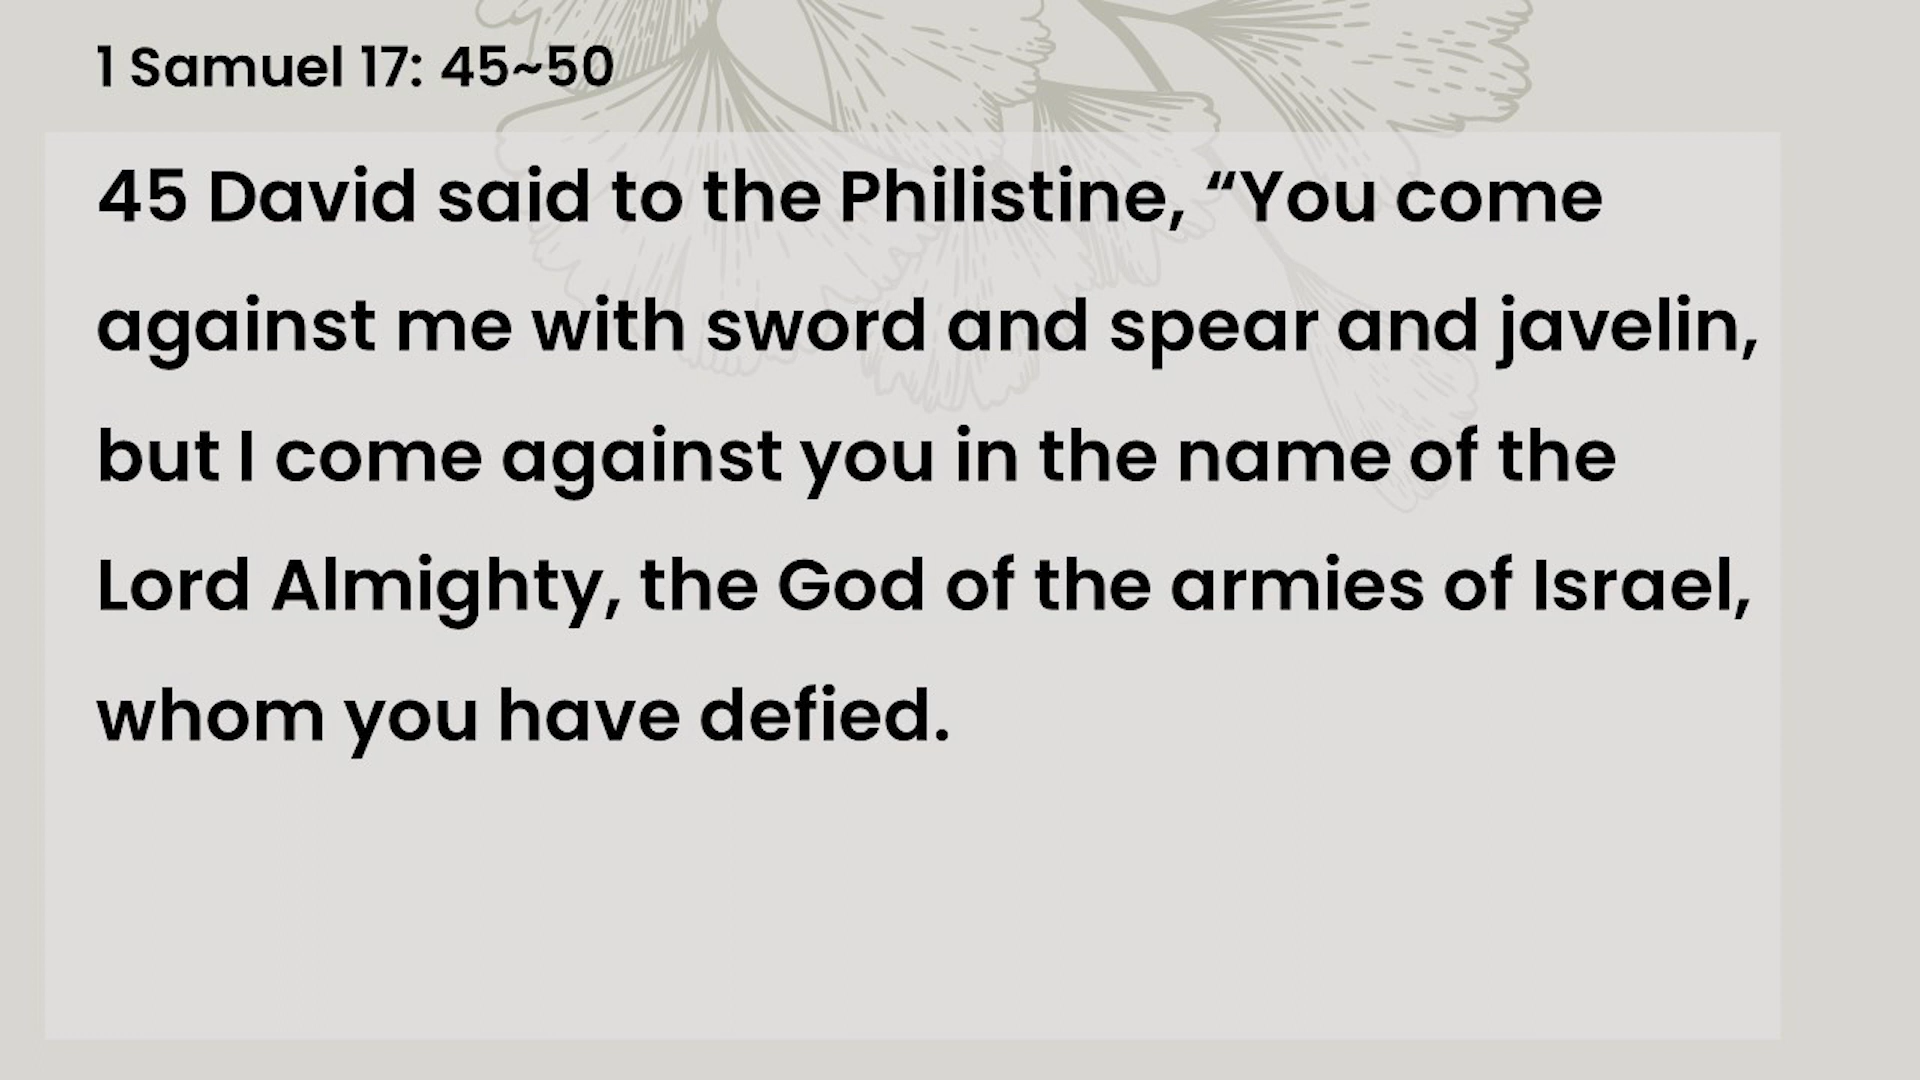 1 Samuel 17: 45~50
45 David said to the Philistine, “You come
against me with sword and spear and javelin,
but I come against you in the name of the
Lord Almighty, the God of the armies of Israel,
whom you have defied.